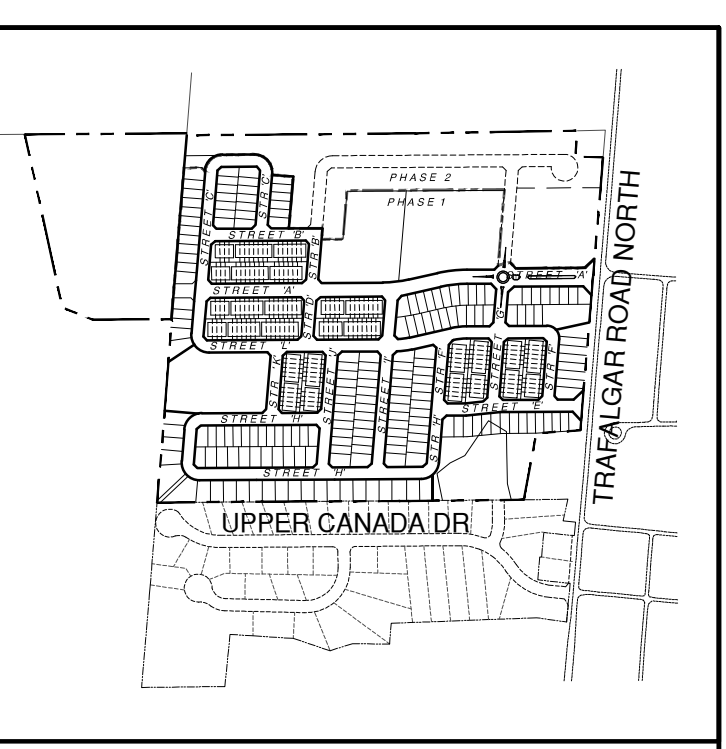 PHASE 2
PHASE 1
STREET 'C'
STR 'C'
STREET 'B'
STR 'B'
STREET 'A'
STREET 'A'
STR 'D'
STREET 'G'
STREET 'L'
STR 'K'
STREET 'J'
STREET 'I'
STR 'F'
STREET 'F'
STREET 'E'
STREET 'H'
STR 'H'
STREET 'H'
TRAFALGAR ROAD NORTH
UPPER CANADA DR